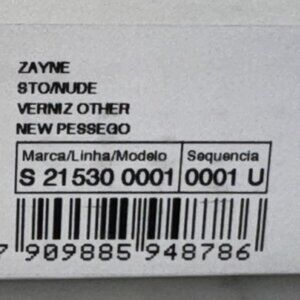 ZAYNE
STO/NUDE
VERNIZ OTHER
NEW PESSEGO
Marca/Linha/Modelo Sequencia
S 21530 0001 0001 U
7 909885 948786